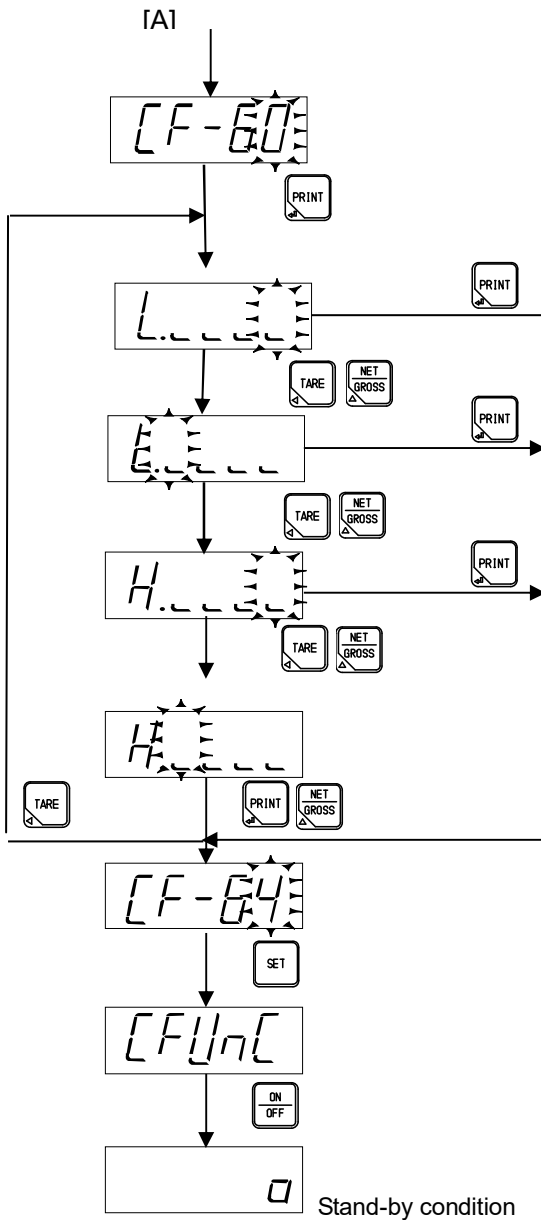 [A]
CF-60
PRINT
PRINT
L._ _ _ _
TARE NET GROSS
PRINT
L._ _ _ _
TARE NET GROSS
PRINT
H._ _ _ _
TARE NET GROSS
H _ _ _ _
TARE PRINT NET GROSS
CF-64
SET
CFUnC
ON OFF
o
Stand-by condition